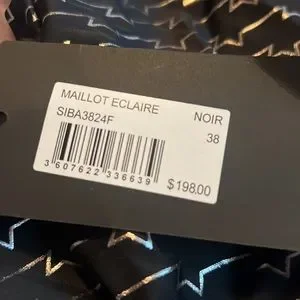 MAILLOT ECLAIRE NOIR
SIBA3824F 38
3 607622 336639
$198.00